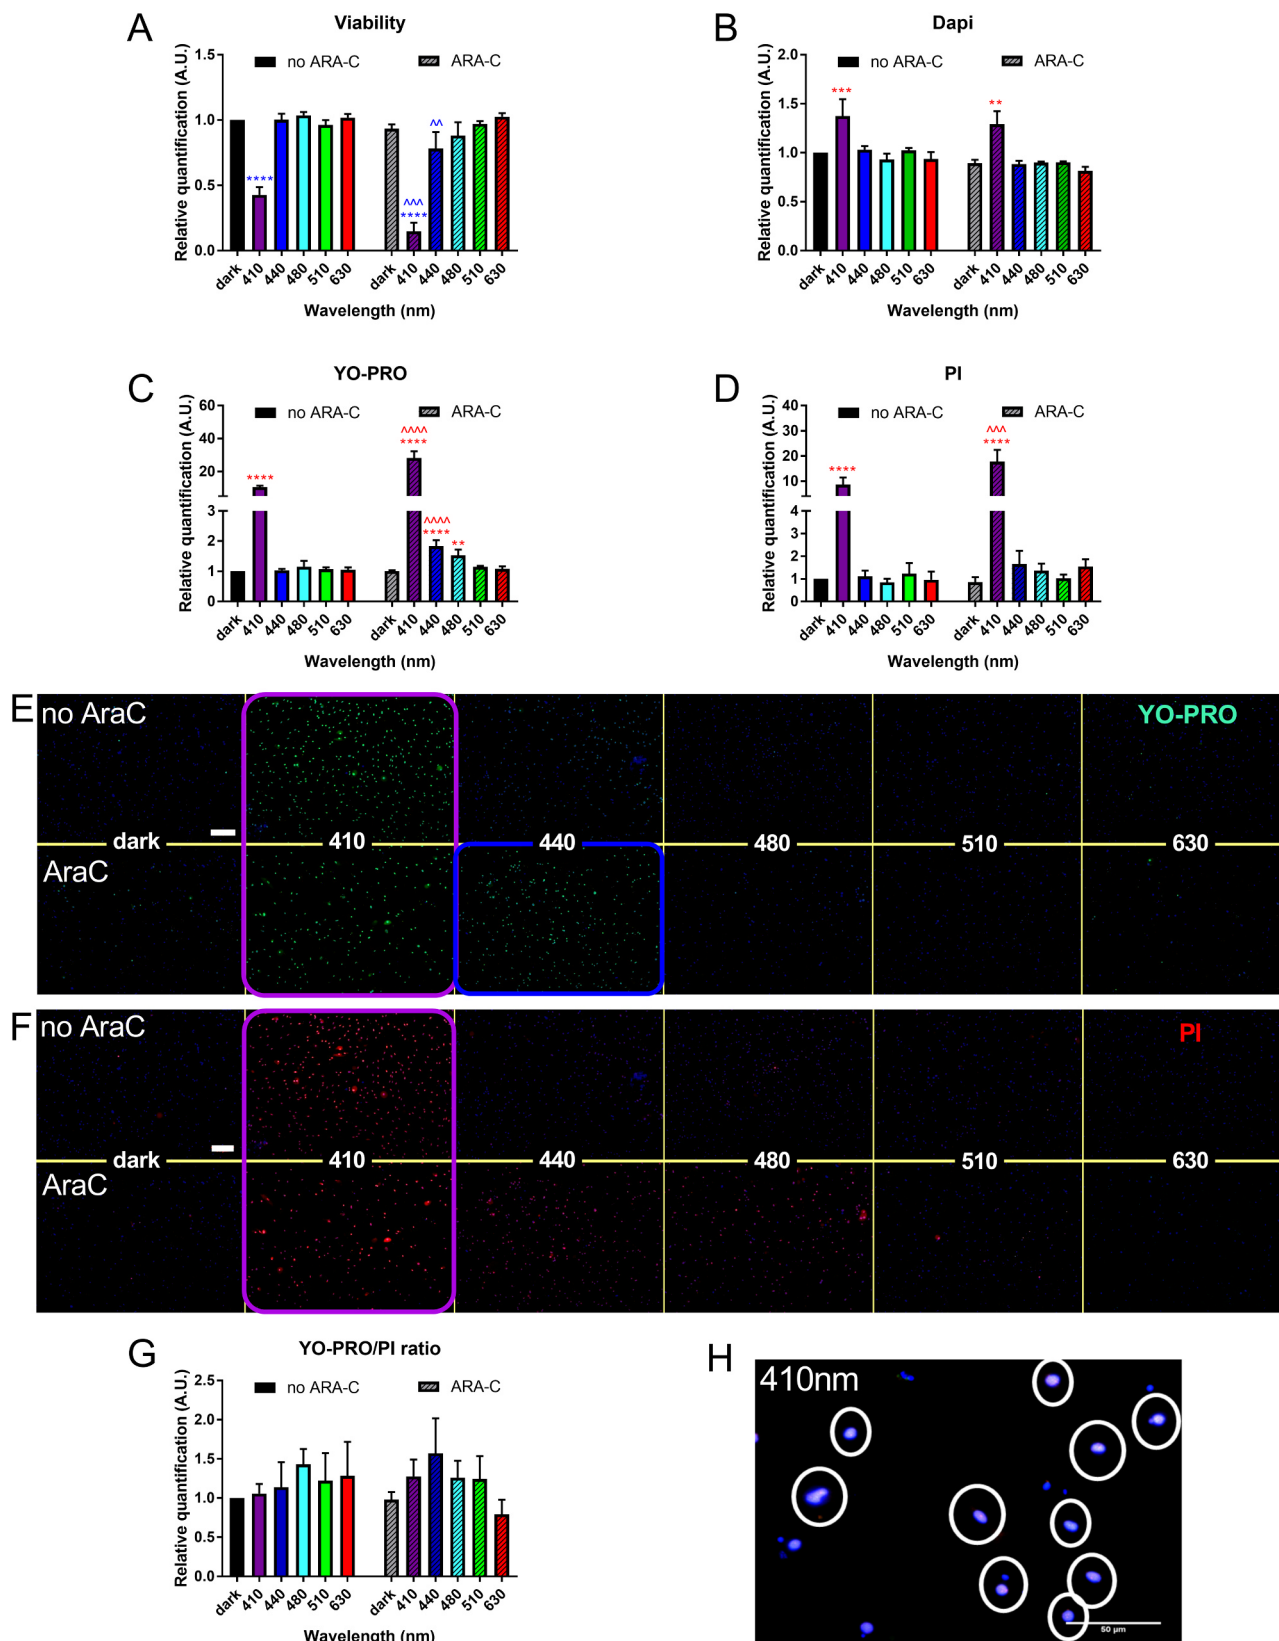 A
Viability
no ARA-C
ARA-C
Relative quantification (A.U.)
1.5
1.0
0.5
0.0
****
^^^
****
^^
dark 410 440 480 510 630 dark 410 440 480 510 630
Wavelength (nm)
B
Dapi
no ARA-C
ARA-C
Relative quantification (A.U.)
2.0
1.5
1.0
0.5
0.0
***
**
dark 410 440 480 510 630 dark 410 440 480 510 630
Wavelength (nm)
C
YO-PRO
no ARA-C
ARA-C
Relative quantification (A.U.)
60
40
20
3
2
1
0
****
^^^^
****
^^^^
****
**
dark 410 440 480 510 630 dark 410 440 480 510 630
Wavelength (nm)
D
PI
no ARA-C
ARA-C
Relative quantification (A.U.)
40
30
20
10
4
3
2
1
0
****
^^^
****
dark 410 440 480 510 630 dark 410 440 480 510 630
Wavelength (nm)
E
no AraC
YO-PRO
dark 410 440 480 510 630
AraC
F
no AraC
PI
dark 410 440 480 510 630
AraC
G
YO-PRO/PI ratio
no ARA-C
ARA-C
Relative quantification (A.U.)
2.5
2.0
1.5
1.0
0.5
0.0
dark 410 440 480 510 630 dark 410 440 480 510 630
Wavelength (nm)
H
410nm
50 µm